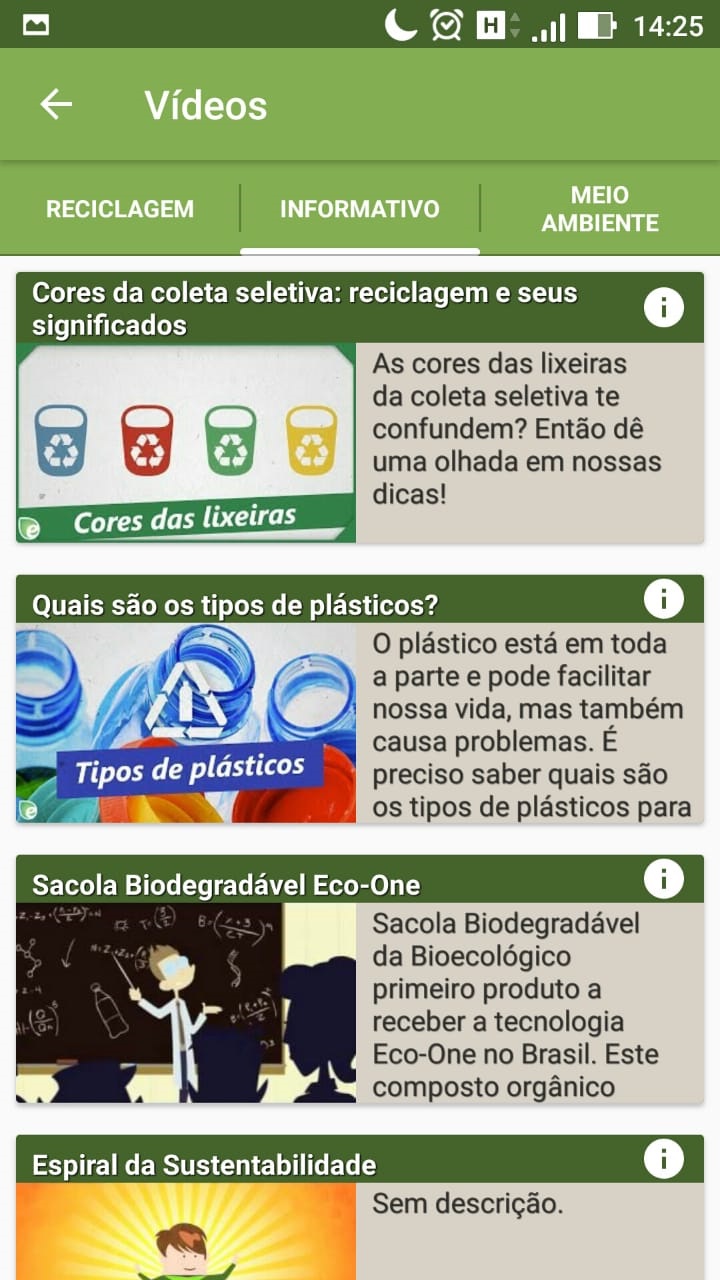 H
14:25
Vídeos
RECICLAGEM
INFORMATIVO
MEIO
AMBIENTE
Cores da coleta seletiva: reciclagem e seus
significados
Cores das lixeiras
As cores das lixeiras
da coleta seletiva te
confundem? Então dê
uma olhada em nossas
dicas!
Quais são os tipos de plásticos?
Tipos de plásticos
O plástico está em toda
a parte e pode facilitar
nossa vida, mas também
causa problemas. É
preciso saber quais são
os tipos de plásticos para
Sacola Biodegradável Eco-One
Sacola Biodegradável
da Bioecológico
primeiro produto a
receber a tecnologia
Eco-One no Brasil. Este
composto orgânico
Espiral da Sustentabilidade
Sem descrição.